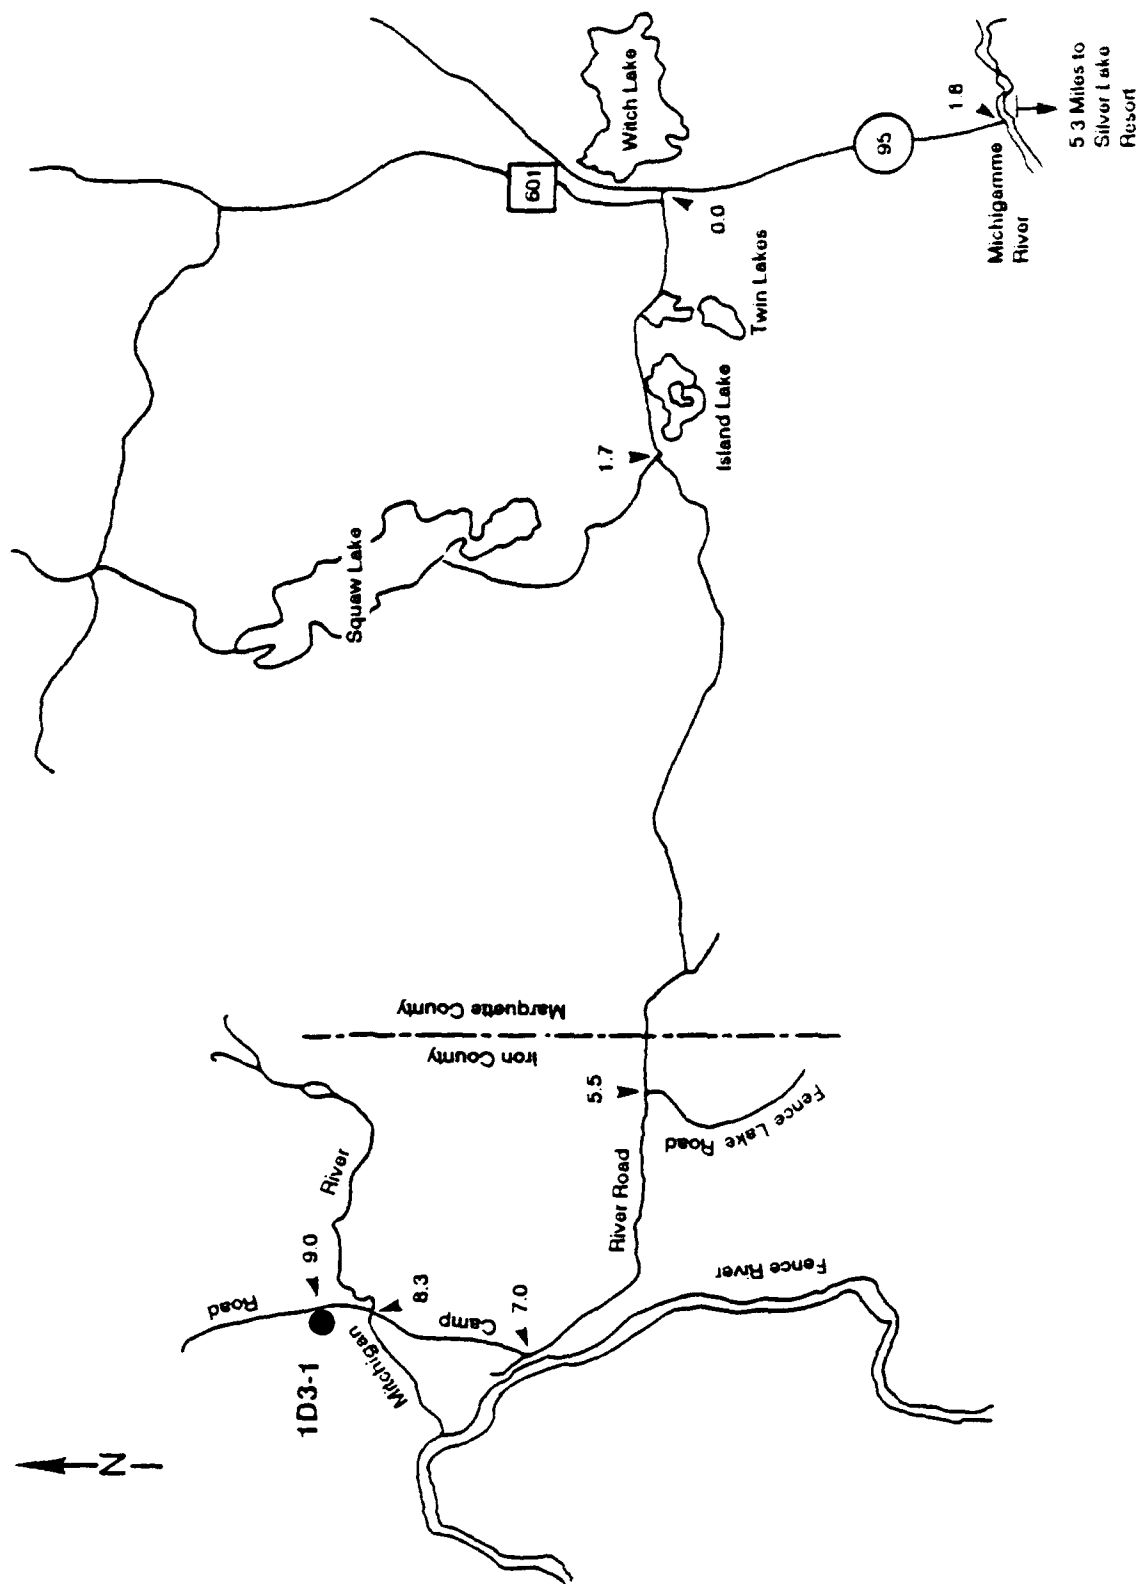 N
Witch Lake
601
95
1.8
5.3 Miles to
Silver Lake
Resort
Michigamme
River
0.0
Twin Lakes
Island Lake
1.7
Squaw Lake
Marquette County
Iron County
5.5
Fence Lake Road
River Road
River
9.0
Road
8.3
Camp
7.0
Mitchigan
1D3-1
Fence River